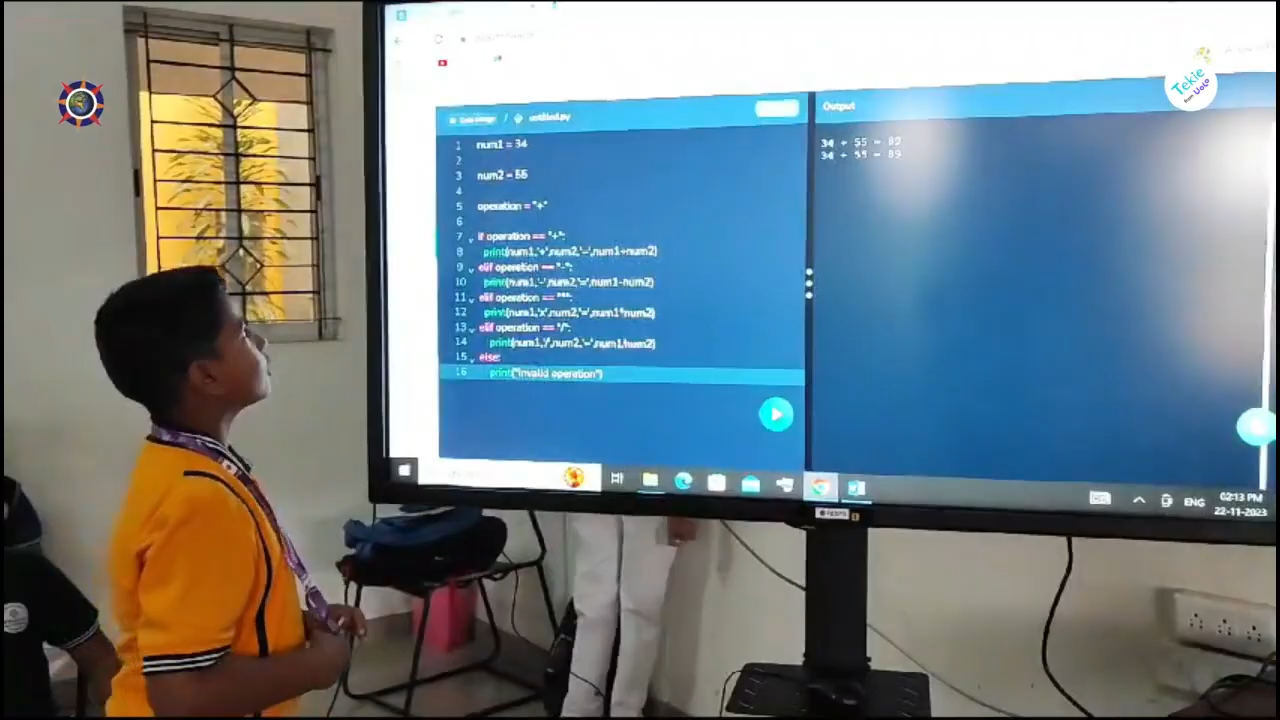 Tekie
from Uolo
untitled.py
Output
1 num1 = 34
2
3 num2 = 55
4
5 operation = "+"
6
7 if operation == "+":
8 print(num1,'+',num2,'=',num1+num2)
9 elif operation == "-":
10 print(num1,'-',num2,'=',num1-num2)
11 elif operation == "*":
12 print(num1,'x',num2,'=',num1*num2)
13 elif operation == "/":
14 print(num1,'/',num2,'=',num1/num2)
15 else:
16 print("Invalid operation")
34 + 55 = 89
34 + 55 = 89
ENG
02:13 PM
22-11-2023